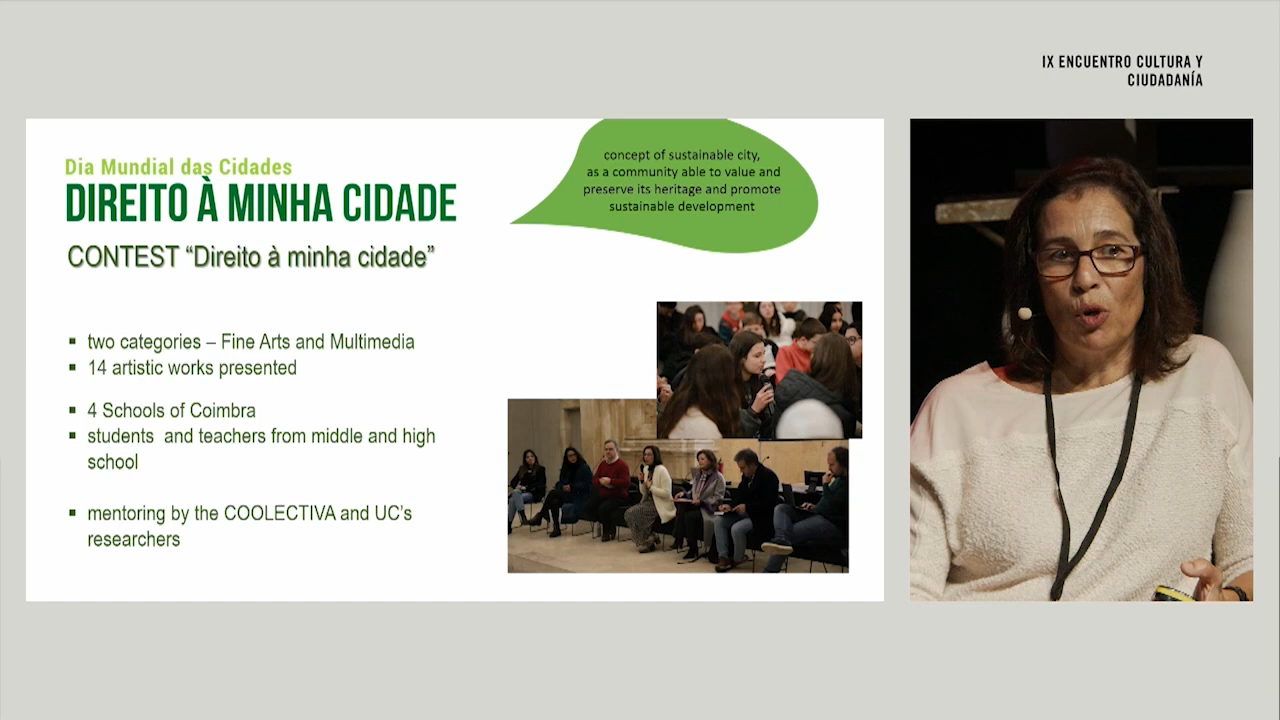 IX ENCUENTRO CULTURA Y
CIUDADANÍA
Dia Mundial das Cidades
DIREITO À MINHA CIDADE
CONTEST “Direito à minha cidade”
concept of sustainable city,
as a community able to value and
preserve its heritage and promote
sustainable development
▪ two categories – Fine Arts and Multimedia
▪ 14 artistic works presented
▪ 4 Schools of Coimbra
▪ students and teachers from middle and high
school
▪ mentoring by the COOLECTIVA and UC’s
researchers